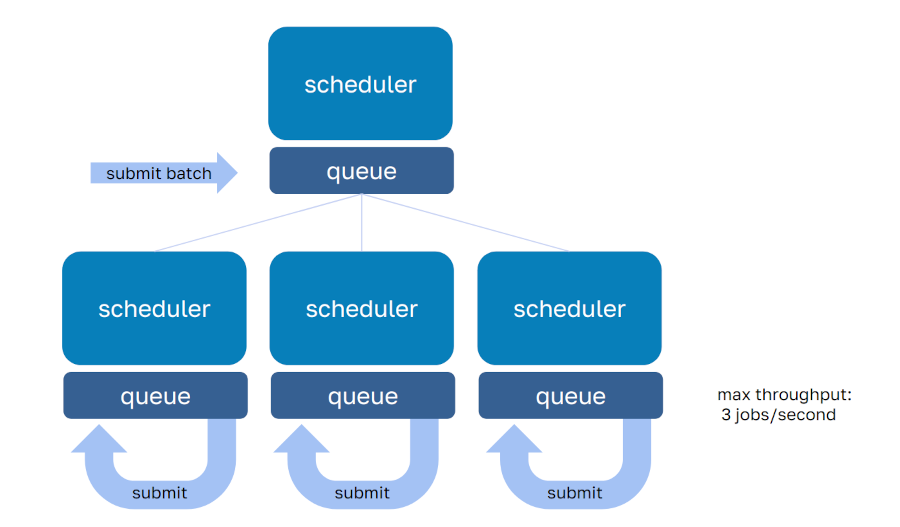 scheduler
submit batch
queue
scheduler
scheduler
scheduler
queue
queue
queue
max throughput:
3 jobs/second
submit
submit
submit